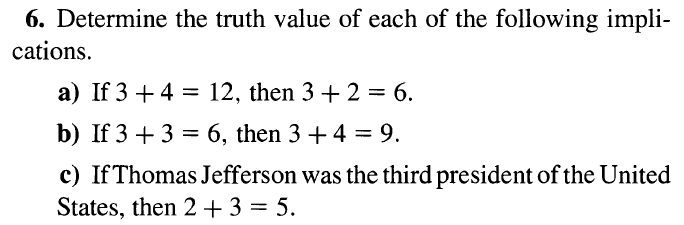 6. Determine the truth value of each of the following impli-
cations.
a) If 3 + 4 = 12, then 3 + 2 = 6.
b) If 3 + 3 = 6, then 3 + 4 = 9.
c) If Thomas Jefferson was the third president of the United
States, then 2 + 3 = 5.